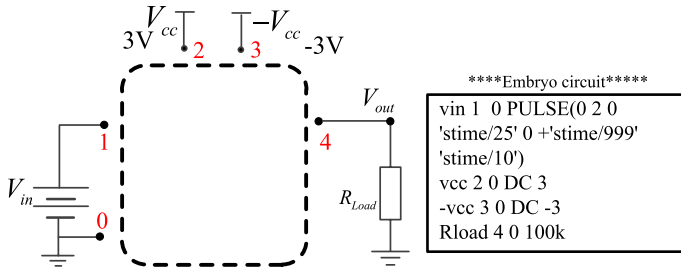 Vcc
-Vcc
3V
2
3
-3V
****Embryo circuit*****
Vout
vin 1 0 PULSE(0 2 0
1
4
'stime/25' 0 +'stime/999'
'stime/10')
Vin
RLoad
vcc 2 0 DC 3
0
-vcc 3 0 DC -3
Rload 4 0 100k